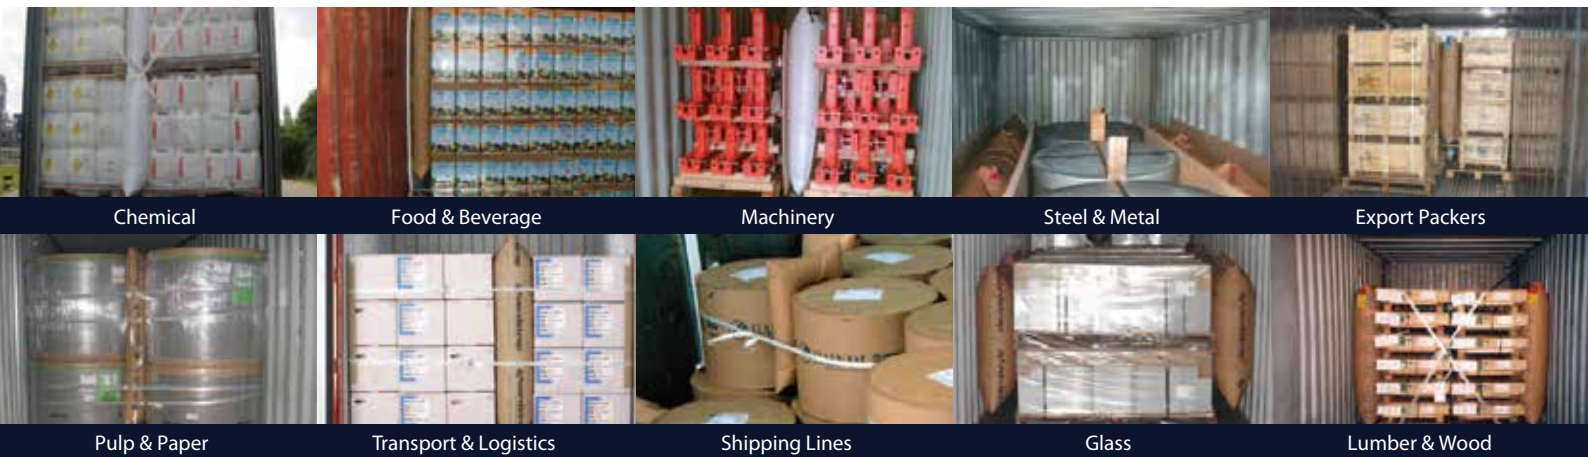 Chemical
Food & Beverage
Machinery
Steel & Metal
Export Packers
Pulp & Paper
Transport & Logistics
Shipping Lines
Glass
Lumber & Wood